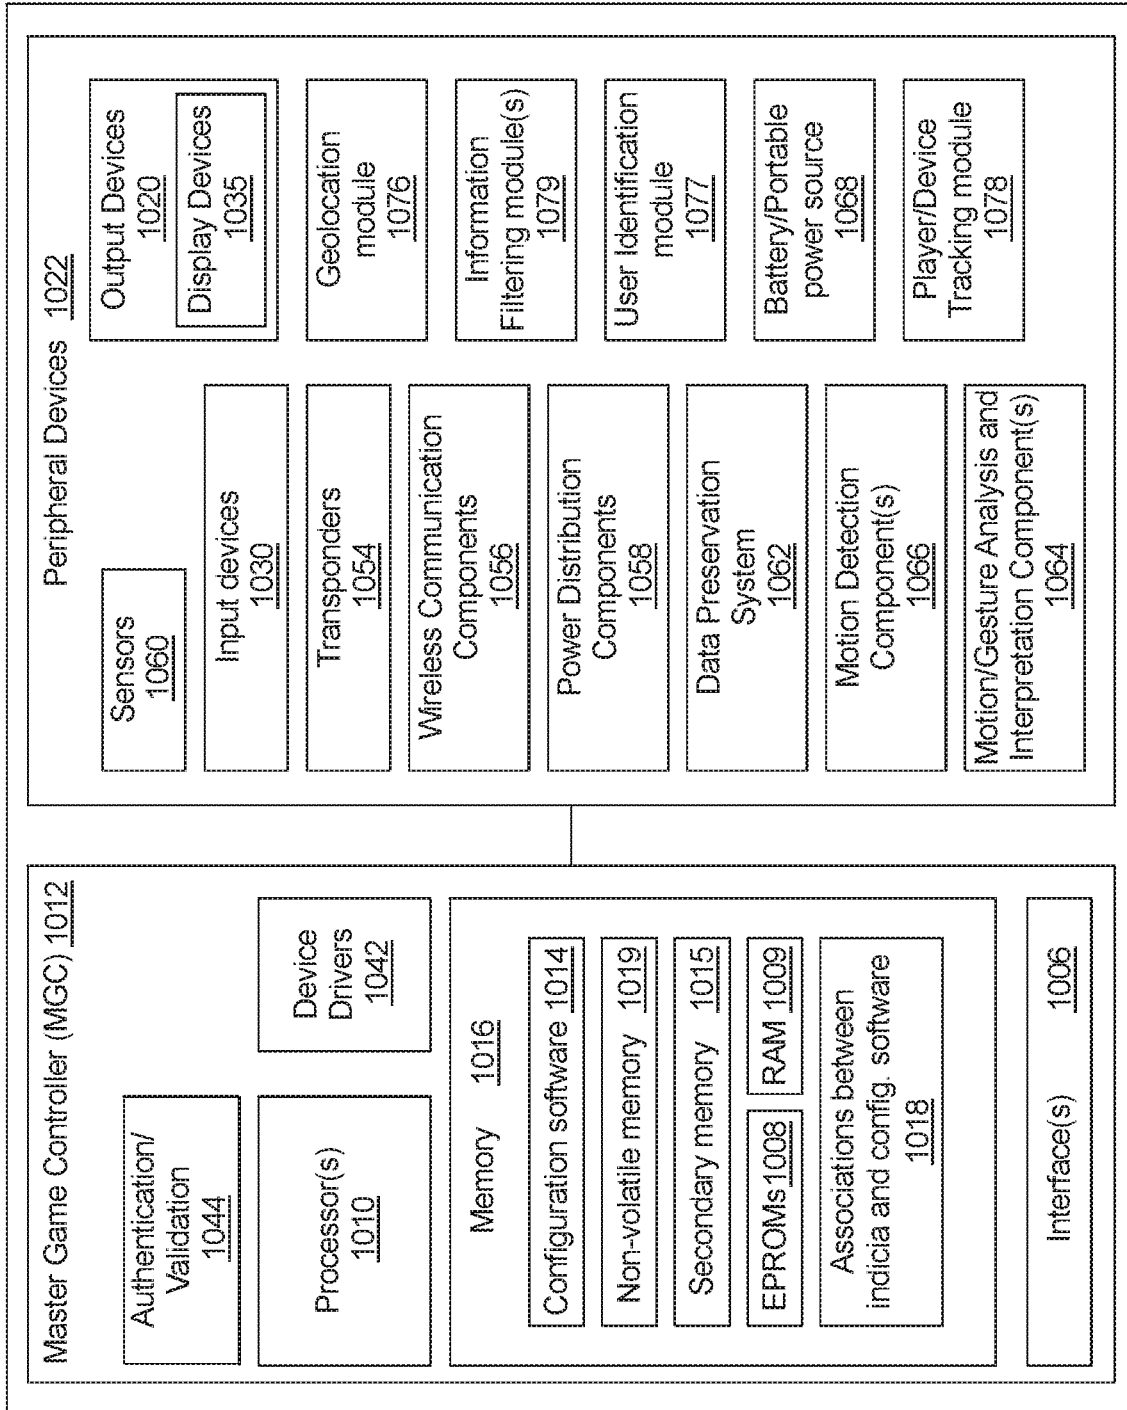 Master Game Controller (MGC) 1012
Authentication/
Validation
1044
Processor(s)
1010
Device
Drivers
1042
Memory 1016
Configuration software 1014
Non-volatile memory 1019
Secondary memory 1015
EPROMs1008
RAM 1009
Associations between
indicia and config. software
1018
Interface(s) 1006
Peripheral Devices 1022
Sensors
1060
Input devices
1030
Transponders
1054
Wireless Communication
Components
1056
Power Distribution
Components
1058
Data Preservation
System
1062
Motion Detection
Component(s)
1066
Motion/Gesture Analysis and
Interpretation Component(s)
1064
Output Devices
1020
Display Devices
1035
Geolocation
module
1076
Information
Filtering module(s)
1079
User Identification
module
1077
Battery/Portable
power source
1068
Player/Device
Tracking module
1078